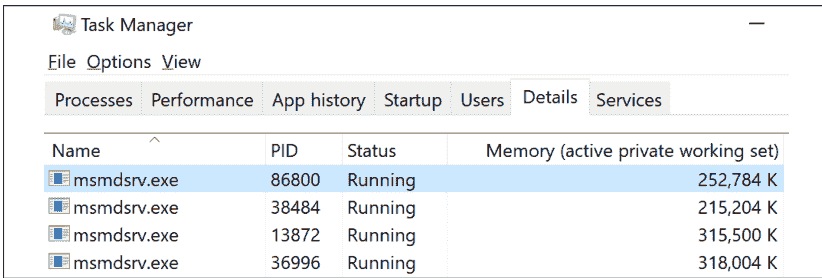 Task Manager
File Options View
Processes Performance App history Startup Users Details Services
Name PID Status Memory (active private working set)
msmdsrv.exe 86800 Running 252,784 K
msmdsrv.exe 38484 Running 215,204 K
msmdsrv.exe 13872 Running 315,500 K
msmdsrv.exe 36996 Running 318,004 K